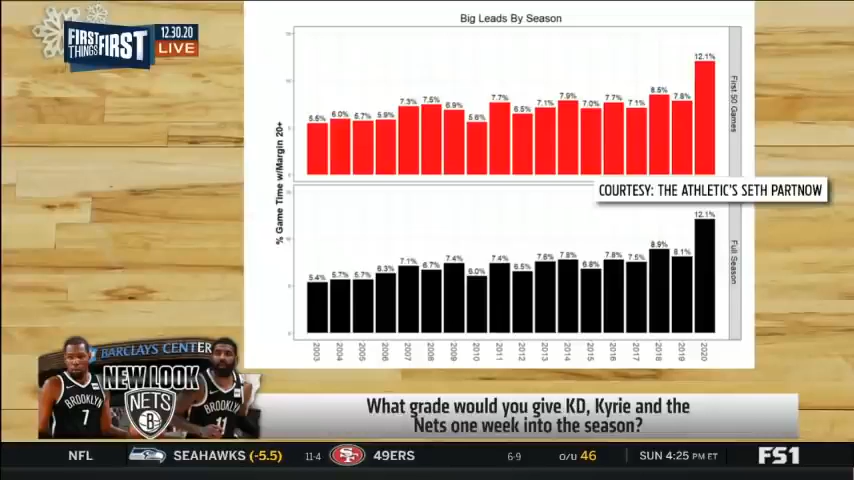 FIRST
THINGS
FIRST
12.30.20
LIVE
Big Leads By Season
% Game Time w/Margin 20+
5.5% 6.0% 5.7% 5.9% 7.3% 7.5% 6.9% 5.6% 7.7% 6.5% 7.1% 7.9% 7.0% 7.7% 7.1% 8.5% 7.8% 12.1%
First 50 Games
COURTESY: THE ATHLETIC'S SETH PARTNOW
5.4% 5.7% 5.7% 6.3% 7.1% 6.7% 7.4% 6.0% 7.4% 6.5% 7.6% 7.8% 6.8% 7.8% 7.5% 8.9% 8.1% 12.1%
Full Season
2003 2004 2005 2006 2007 2008 2009 2010 2011 2012 2013 2014 2015 2016 2017 2018 2019 2020
BARCLAYS CENTER
NEW LOOK
NETS
B
BROOKLYN
7
BROOKLYN
11
What grade would you give KD, Kyrie and the
Nets one week into the season?
NFL SEAHAWKS (-5.5) 11-4 SF 49ERS 6-9 o/u 46 SUN 4:25 PM ET FS1